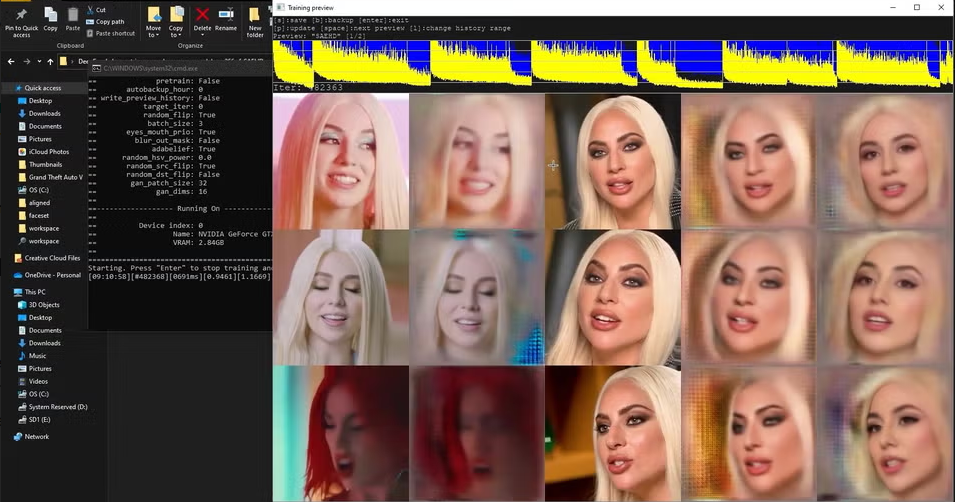 Cut
Copy path
Paste shortcut
Pin to Quick access
Copy
Paste
Move to
Copy to
Delete
Rename
New folder
Clipboard
Organize
Training preview
[s]:save [b]:backup [enter]:exit
[p]:update [space]:next preview [l]:change history range
Preview: "SAEHD" [1/2]
C:\WINDOWS\system32\cmd.exe
Quick access
Desktop
Downloads
Documents
Pictures
iCloud Photos
Thumbnails
Grand Theft Auto V
OS (C:)
aligned
faceset
workspace
workspace
Creative Cloud Files
OneDrive - Personal
This PC
3D Objects
Desktop
Documents
Downloads
Music
Pictures
Videos
OS (C:)
System Reserved (D:)
SD1 (E:)
Network
== pretrain: False
== autobackup_hour: 0
== write_preview_history: False
== target_iter: 0
== random_flip: True
== batch_size: 3
== eyes_mouth_prio: True
== blur_out_mask: False
== adabelief: True
== random_hsv_power: 0.0
== random_src_flip: True
== random_dst_flip: False
== gan_patch_size: 32
== gan_dims: 16
==
---------------- Running On -----------
==
== Device index: 0
== Name: NVIDIA GeForce GT
== VRAM: 2.84GB
==
Starting. Press "Enter" to stop training and
[09:10:58][#482368][0691ms][0.9461][1.1669]
Iter: 482363